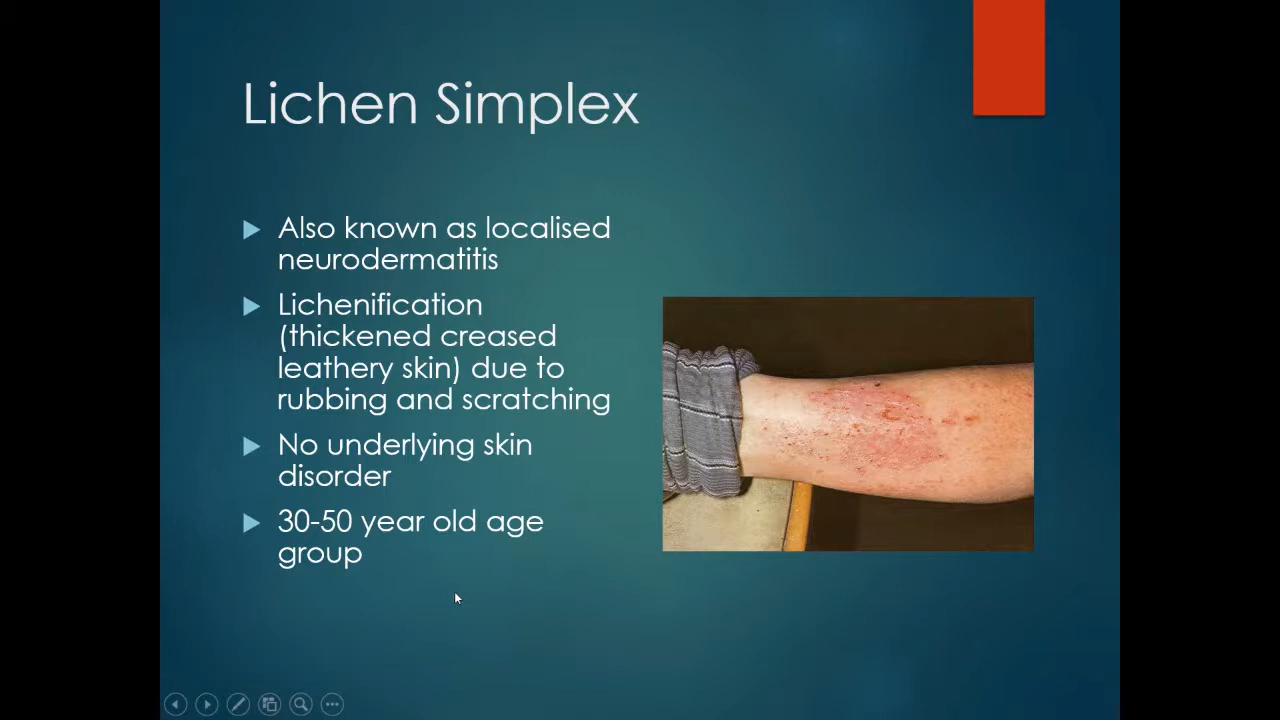 Lichen Simplex
Also known as localised
neurodermatitis
Lichenification
(thickened creased
leathery skin) due to
rubbing and scratching
No underlying skin
disorder
30-50 year old age
group